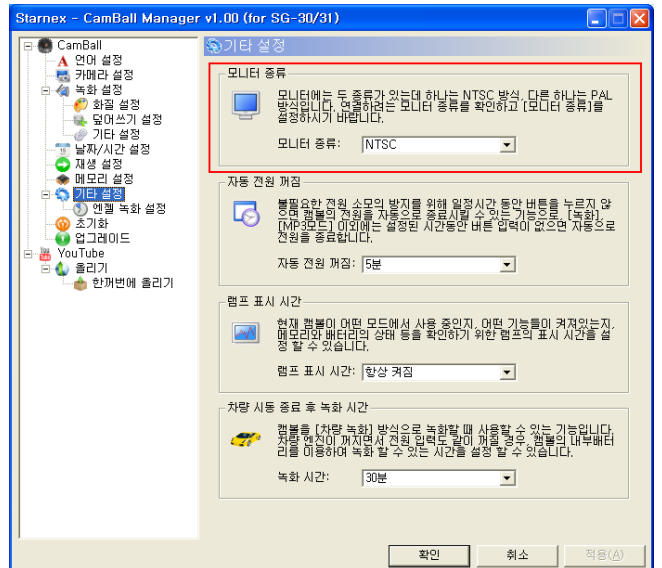 Starnex - CamBall Manager v1.00 (for SG-30/31)
CamBall
언어 설정
카메라 설정
녹화 설정
화질 설정
덮어쓰기 설정
기타 설정
날짜/시간 설정
재생 설정
메모리 설정
기타 설정
엔젤 녹화 설정
초기화
업그레이드
YouTube
올리기
한꺼번에 올리기
기타 설정
모니터 종류
모니터에는 두 종류가 있는데 하나는 NTSC 방식, 다른 하나는 PAL
방식입니다. 연결하려는 모니터 종류를 확인하고 [모니터 종류]를
설정하시기 바랍니다.
모니터 종류: NTSC
자동 전원 꺼짐
불필요한 전원 소모의 방지를 위해 일정시간 동안 버튼을 누르지 않
으면 캠볼의 전원을 자동으로 종료시킬 수 있는 기능으로, [녹화],
[MP3모드] 이외에는 설정된 시간동안 버튼 입력이 없으면 자동으로
전원을 종료합니다.
자동 전원 꺼짐: 5분
램프 표시 시간
현재 캠볼이 어떤 모드에서 사용 중인지, 어떤 기능들이 켜져있는지,
메모리와 배터리의 상태 등을 확인하기 위한 램프의 표시 시간을 설
정 할 수 있습니다.
램프 표시 시간: 항상 켜짐
차량 시동 종료 후 녹화 시간
캠볼을 [차량 녹화] 방식으로 녹화할 때 사용할 수 있는 기능입니다.
차량 엔진이 꺼지면서 전원 입력도 같이 꺼질 경우, 캠볼의 내부배터
리를 이용하여 녹화 할 수 있는 시간을 설정 할 수 있습니다.
녹화 시간: 30분
확인 취소 적용(A)